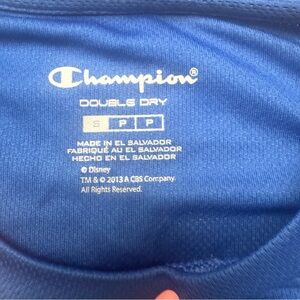 Champion®
DOUBLE DRY
S P P
MADE IN EL SALVADOR
FABRIQUÉ AU EL SALVADOR
HECHO EN EL SALVADOR
© Disney
TM & © 2013 A CBS Company.
All Rights Reserved.